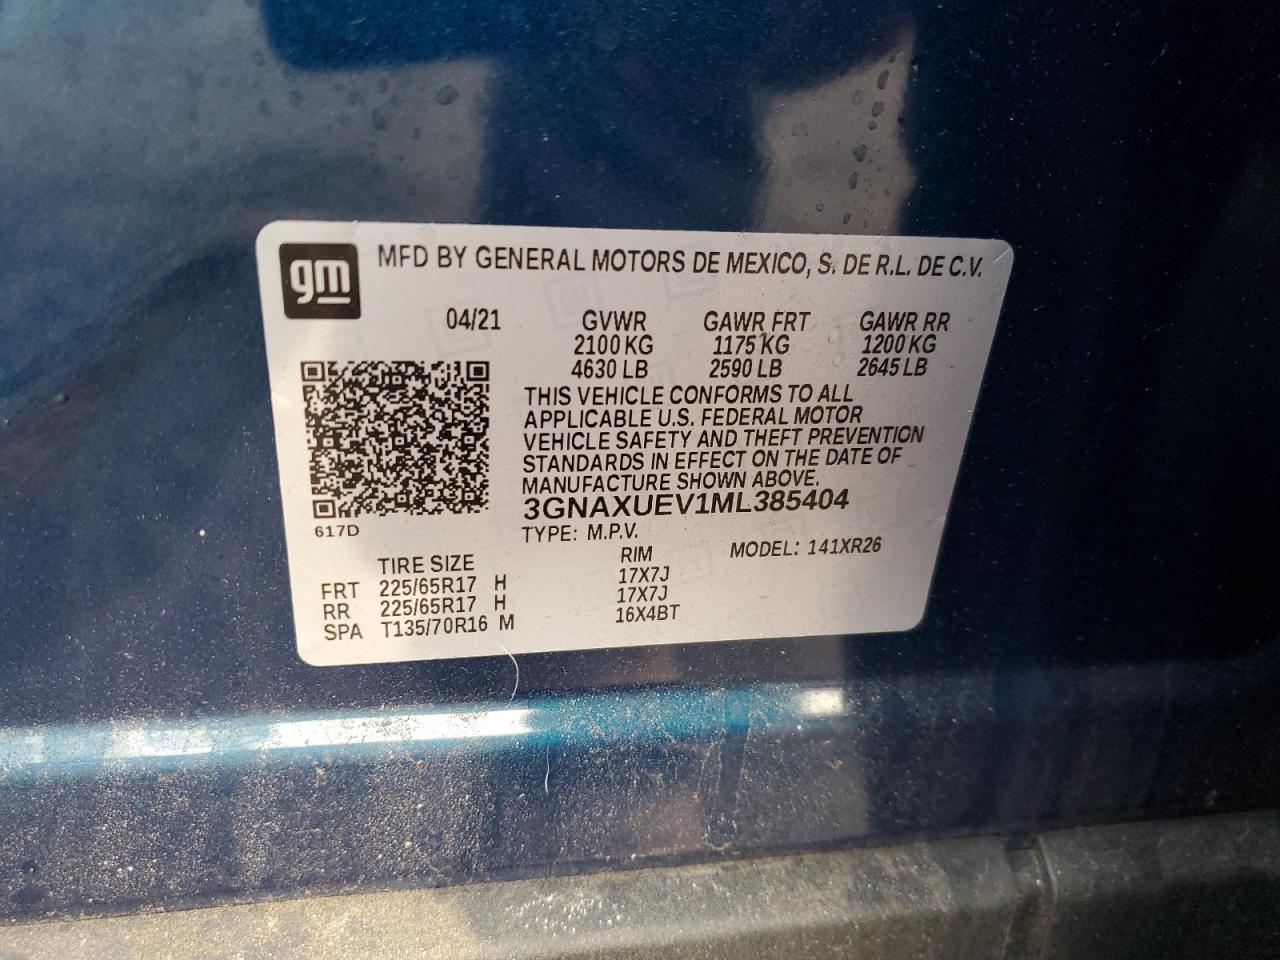 gm
MFD BY GENERAL MOTORS DE MEXICO, S. DE R.L. DE C.V.
04/21 GVWR GAWR FRT GAWR RR
2100 KG 1175 KG 1200 KG
4630 LB 2590 LB 2645 LB
THIS VEHICLE CONFORMS TO ALL
APPLICABLE U.S. FEDERAL MOTOR
VEHICLE SAFETY AND THEFT PREVENTION
STANDARDS IN EFFECT ON THE DATE OF
MANUFACTURE SHOWN ABOVE.
3GNAXUEV1ML385404
617D
TYPE: M.P.V.
TIRE SIZE RIM MODEL: 141XR26
FRT 225/65R17 H 17X7J
RR 225/65R17 H 17X7J
SPA T135/70R16 M 16X4BT